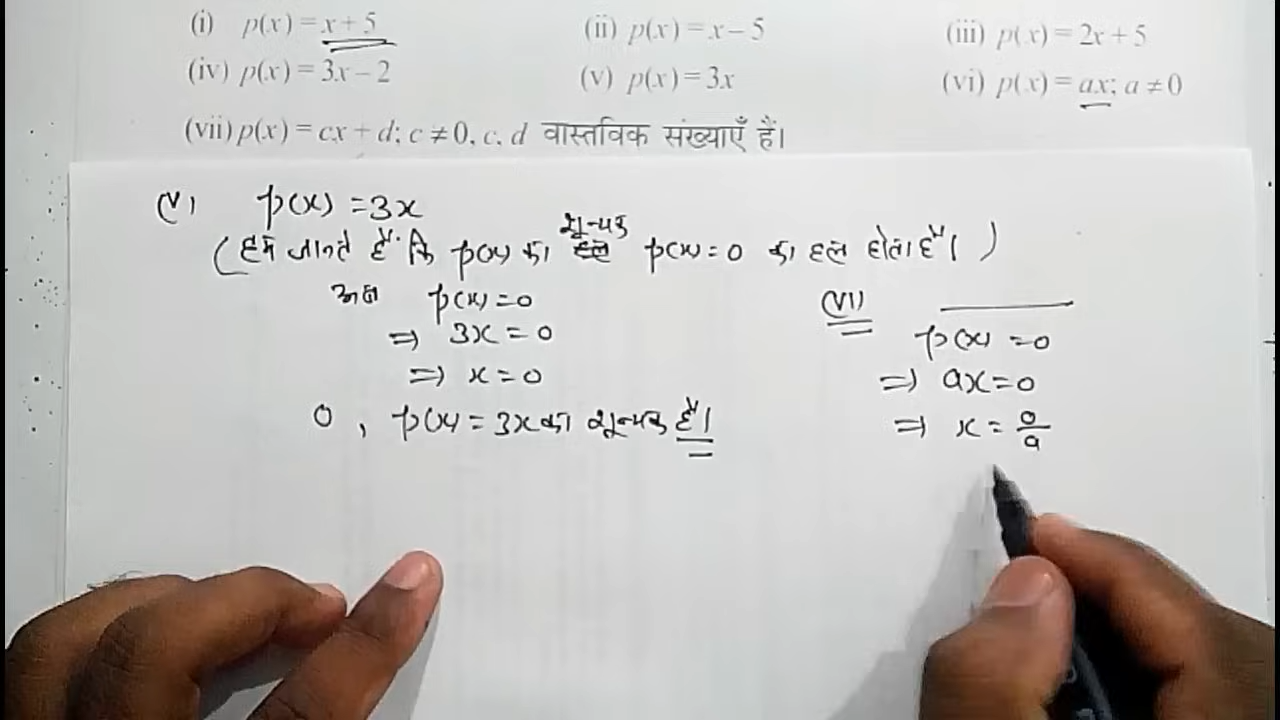 (i) p(x) = x + 5 (ii) p(x) = x – 5 (iii) p(x) = 2x + 5
(iv) p(x) = 3x – 2 (v) p(x) = 3x (vi) p(x) = ax; a ≠ 0
(vii) p(x) = cx + d; c ≠ 0, c, d वास्तविक संख्याएँ हैं।
(V) p(x) = 3x
शून्यक
(हम जानते हैं कि p(x) का हल p(x) = 0 का हल होता है।)
अतः p(x) = 0
⇒ 3x = 0
⇒ x = 0
0, p(x) = 3x का शून्यक है।
(VI)
p(x) = 0
⇒ ax = 0
⇒ x = 0/a